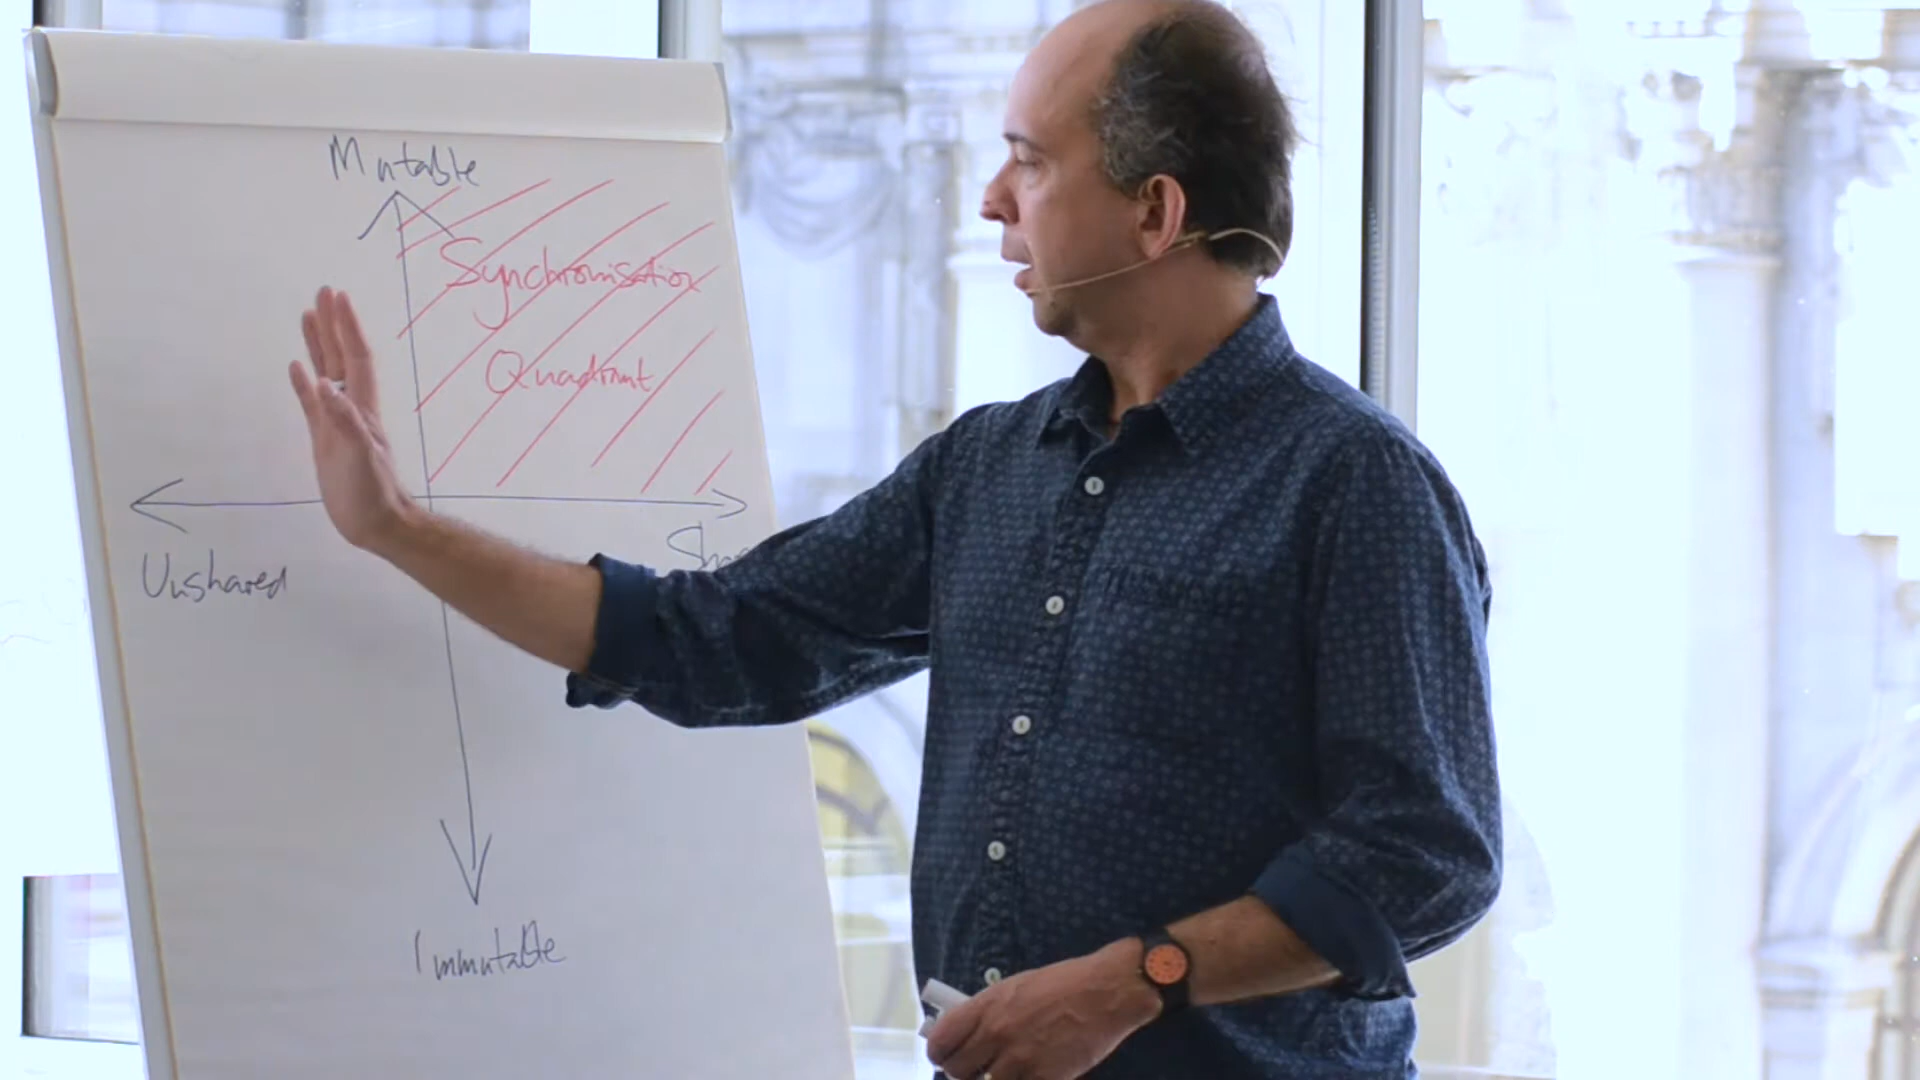 Mutable
Synchronisation
Quadrant
Unshared
Immutable